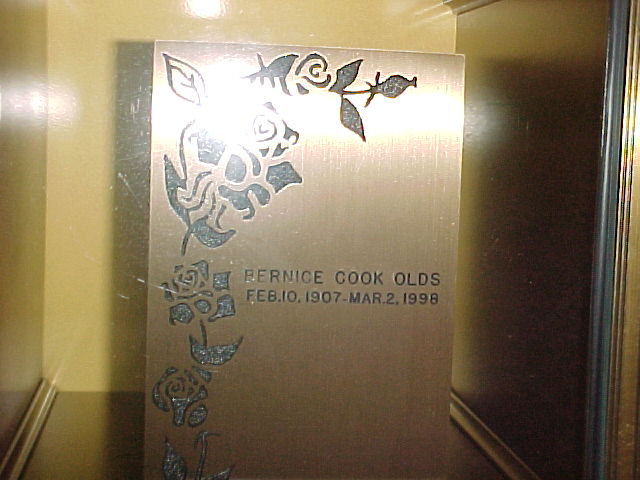 BERNICE COOK OLDS
FEB.10, 1907-MAR.2, 1998